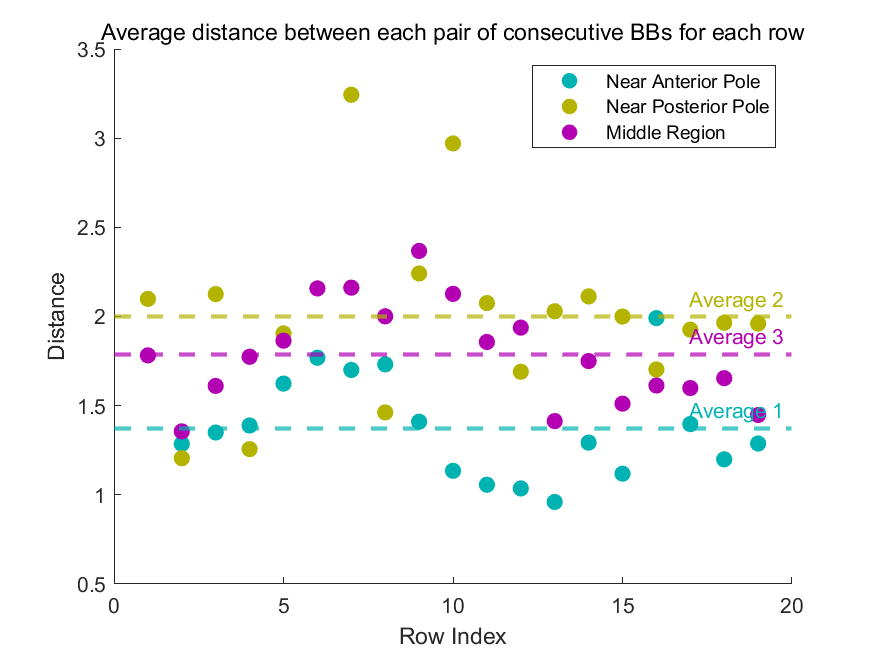 Average distance between each pair of consecutive BBs for each row
3.5
3
2.5
2
1.5
1
0.5
0
5
10
15
20
Distance
Row Index
Near Anterior Pole
Near Posterior Pole
Middle Region
Average 2
Average 3
Average 1